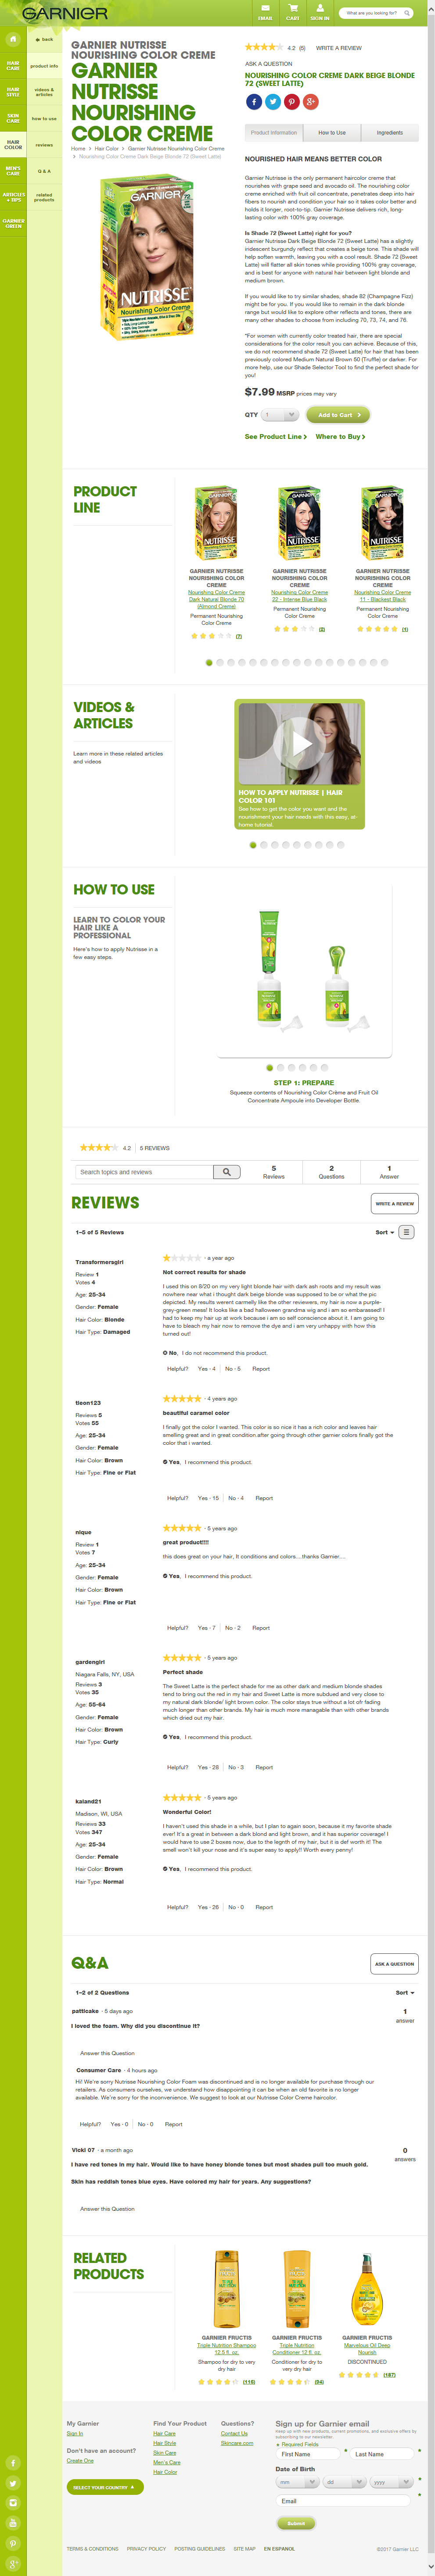 GARNIER
EMAIL
CART
SIGN IN
What are you looking for?
back
HAIR CARE
product info
HAIR STYLE
videos & articles
SKIN CARE
how to use
HAIR COLOR
reviews
MEN'S CARE
Q & A
ARTICLES + TIPS
related products
GARNIER GREEN
GARNIER NUTRISSE
NOURISHING COLOR CREME
GARNIER
NUTRISSE
NOURISHING
COLOR CREME
Home > Hair Color > Garnier Nutrisse Nourishing Color Creme
> Nourishing Color Creme Dark Beige Blonde 72 (Sweet Latte)
GARNIER
NUTRISSE
Nourishing Color Creme
4.2 (5) WRITE A REVIEW
ASK A QUESTION
NOURISHING COLOR CREME DARK BEIGE BLONDE
72 (SWEET LATTE)
Product Information
How to Use
Ingredients
NOURISHED HAIR MEANS BETTER COLOR
Garnier Nutrisse is the only permanent haircolor creme that
nourishes with grape seed and avocado oil. The nourishing color
creme enriched with conditioners, penetrates deep into hair
fibers to nourish and condition your hair so it takes color better and
holds it longer, root-to-tip. Garnier Nutrisse delivers rich, long-
lasting color with 100% gray coverage.
Is Shade 72 (Sweet Latte) right for you?
Garnier Nutrisse Dark Beige Blonde 72 (Sweet Latte) has a slightly
iridescent burgundy reflect that creates a beige tone. This shade will
help soften warmth, leaving you with a cool result. Shade 72 (Sweet
Latte) will flatter all skin tones while providing 100% gray coverage,
and is best for anyone with natural hair between light blonde and
medium brown.
If you would like to try similar shades, shade 82 (Champagne Fizz)
might be for you. If you would like to remain in the dark blonde
range but would like to explore other reflects and tones, there are
many other shades to choose from including 70, 73, 74, and 76.
*For women with currently color treated hair, there are special
considerations for the color result you can achieve. Because of this,
we do not recommend shade 72 (Sweet Latte) for hair that has been
previously colored Medium Natural Brown 50 (Truffle) or darker. For
more help, use our Shade Selector Tool to find the perfect shade for
you!
$7.99 MSRP prices may vary
QTY 1 Add to Cart
See Product Line > Where to Buy >
PRODUCT
LINE
GARNIER NUTRISSE
NOURISHING COLOR
CREME
Nourishing Color Creme
Dark Natural Blonde 70
(Almond Creme)
Permanent Nourishing
Color Creme
(7)
GARNIER NUTRISSE
NOURISHING COLOR
CREME
Nourishing Color Creme
22 - Intense Blue Black
Permanent Nourishing
Color Creme
(2)
GARNIER NUTRISSE
NOURISHING COLOR
CREME
Nourishing Color Creme
11 - Blackest Black
Permanent Nourishing
Color Creme
(1)
VIDEOS &
ARTICLES
Learn more in these related articles
and videos
HOW TO APPLY NUTRISSE | HAIR
COLOR 101
See how to get the color you want and the
nourishment your hair needs with this easy, at-
home tutorial.
HOW TO USE
LEARN TO COLOR YOUR
HAIR LIKE A
PROFESSIONAL
Here's how to apply Nutrisse in a
few easy steps.
STEP 1: PREPARE
Squeeze contents of Nourishing Color Crème and Fruit Oil
Concentrate Ampoule into Developer Bottle.
4.2 5 REVIEWS
Search topics and reviews
5
Reviews
2
Questions
1
Answer
REVIEWS
WRITE A REVIEW
1–5 of 5 Reviews
Sort
Transformersgirl
Review 1
Votes 4
Age: 25-34
Gender: Female
Hair Color: Blonde
Hair Type: Damaged
· a year ago
Not correct results for shade
I used this on 8/20 on my very light blonde hair with dark ash roots and my result was
nowhere near what i thought dark beige blonde was supposed to be or what the pic
depicted. My results werent carmelly like the other reviewers, my hair is now a purple-
grey-green mess! It looks like a old english grandma wig and i am so embarrassed! I
had to keep my hair up at work because i am so self conscious about it. I am going to
have to bleach my hair now to remove the dye and i am very unhappy with how this
turned out!
No, I do not recommend this product.
Helpful? Yes · 4 No · 5 Report
tleon123
Reviews 5
Votes 55
Age: 25-34
Gender: Female
Hair Color: Brown
Hair Type: Fine or Flat
· 4 years ago
beautiful caramel color
I finally got the color I wanted. This color is so nice it has a rich color and leaves hair
smelling great and in great condition.after going through other garnier colors finally got the
color that i wanted.
Yes, I recommend this product.
Helpful? Yes · 15 No · 4 Report
nique
Review 1
Votes 7
Age: 25-34
Gender: Female
Hair Color: Brown
Hair Type: Fine or Flat
· 5 years ago
great product!!!!
this does great on your hair, It conditions and colors....thanks Garnier....
Yes, I recommend this product.
Helpful? Yes · 7 No · 2 Report
gardengirl
Niagara Falls, NY, USA
Reviews 3
Votes 35
Age: 55-64
Gender: Female
Hair Color: Brown
Hair Type: Curly
· 5 years ago
Perfect shade
The Sweet Latte is the perfect shade for me as other dark and medium blonde shades
tend to bring out the red in my hair and Sweet Latte is more subdued and very close to
my natural dark blonde/ light brown color. The color stays true without a lot ofr fading
much longer than other brands. My hair is much more managable than with other brands
which dried out my hair.
Yes, I recommend this product.
Helpful? Yes · 28 No · 3 Report
kaland21
Madison, WI, USA
Reviews 33
Votes 347
Age: 25-34
Gender: Female
Hair Color: Brown
Hair Type: Normal
· 5 years ago
Wonderful Color!
I haven't used this shade in a while, but I plan to again soon, because it my favorite shade
ever! It's a great in between a dark blond and light brown, and it has superior coverage! I
would have to use 2 boxes now, due to the legnth of my hair, but it is def worth it! The
smell won't kill your nose and it's super easy to apply!! Worth every penny!
Yes, I recommend this product.
Helpful? Yes · 26 No · 0 Report
Q&A
ASK A QUESTION
1–2 of 2 Questions
Sort
patticake · 5 days ago
I loved the foam. Why did you discontinue it?
1
answer
Answer this Question
Consumer Care · 4 hours ago
Hi! We're sorry Nutrisse Nourishing Color Foam was discontinued and is no longer available for purchase through our
retailers. As consumers ourselves, we understand how disappointing it can be when an old favorite is no longer
available. We're sorry for the inconvenience. We suggest to look at our Nutrisse Color Creme haircolor.
Helpful? Yes · 0 No · 0 Report
Vicki 07 · a month ago
I have red tones in my hair. Would like to have honey blonde tones but most shades pull too much gold.
Skin has reddish tones blue eyes. Have colored my hair for years. Any suggestions?
0
answers
Answer this Question
RELATED
PRODUCTS
GARNIER FRUCTIS
Triple Nutrition Shampoo
12.5 fl. oz.
Shampoo for dry to very
dry hair
(115)
GARNIER FRUCTIS
Triple Nutrition
Conditioner 12 fl. oz.
Conditioner for dry to
very dry hair
(94)
GARNIER FRUCTIS
Marvelous Oil Deep
Nourish
DISCONTINUED
(187)
My Garnier
Sign In
Don't have an account?
Create One
SELECT YOUR COUNTRY
Find Your Product
Hair Care
Hair Style
Skin Care
Men's Care
Hair Color
Questions?
Contact Us
Skincare.com
Sign up for Garnier email
Keep up with new products, current promotions, and exclusive offers by
subscribing to our newsletter.
Required Fields
First Name
Last Name
Date of Birth
mm
dd
yyyy
Email
Submit
TERMS & CONDITIONS PRIVACY POLICY POSTING GUIDELINES SITE MAP EN ESPANOL
©2017 Garnier LLC